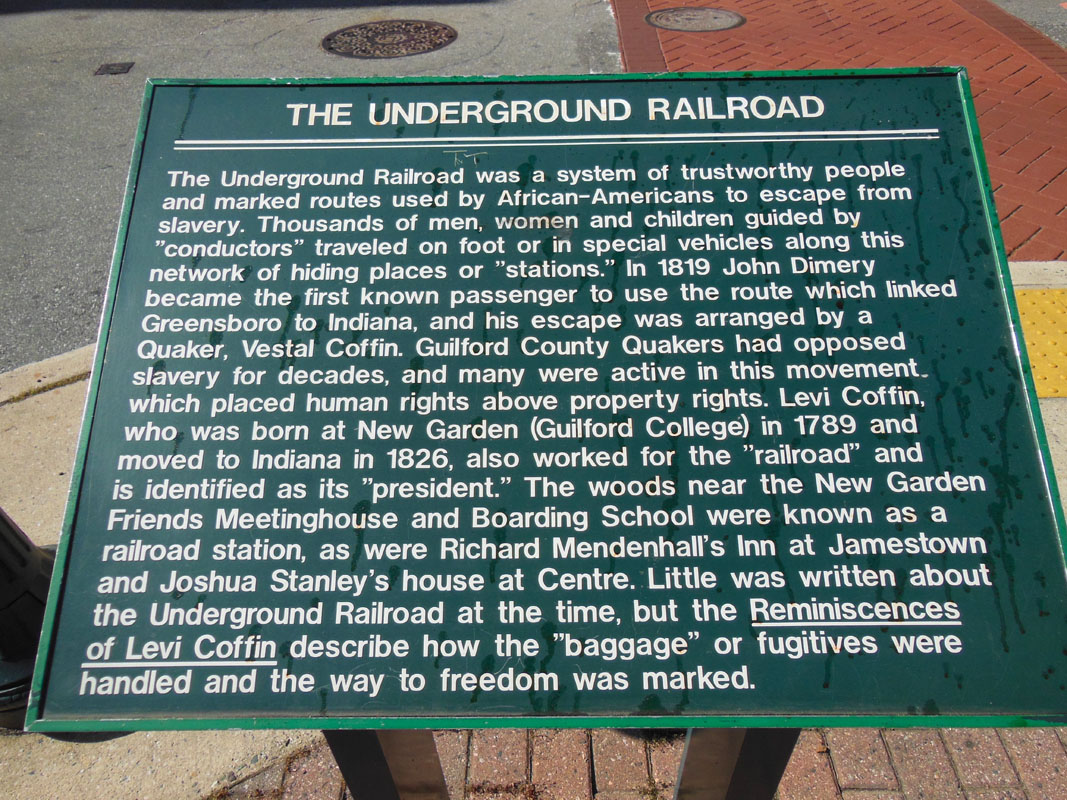 THE UNDERGROUND RAILROAD
The Underground Railroad was a system of trustworthy people
and marked routes used by African-Americans to escape from
slavery. Thousands of men, women and children guided by
”conductors” traveled on foot or in special vehicles along this
network of hiding places or ”stations.” In 1819 John Dimery
became the first known passenger to use the route which linked
Greensboro to Indiana, and his escape was arranged by a
Quaker, Vestal Coffin. Guilford County Quakers had opposed
slavery for decades, and many were active in this movement
which placed human rights above property rights. Levi Coffin,
who was born at New Garden (Guilford College) in 1789 and
moved to Indiana in 1826, also worked for the ”railroad” and
is identified as its ”president.” The woods near the New Garden
Friends Meetinghouse and Boarding School were known as a
railroad station, as were Richard Mendenhall’s Inn at Jamestown
and Joshua Stanley’s house at Centre. Little was written about
the Underground Railroad at the time, but the Reminiscences
of Levi Coffin describe how the ”baggage” or fugitives were
handled and the way to freedom was marked.